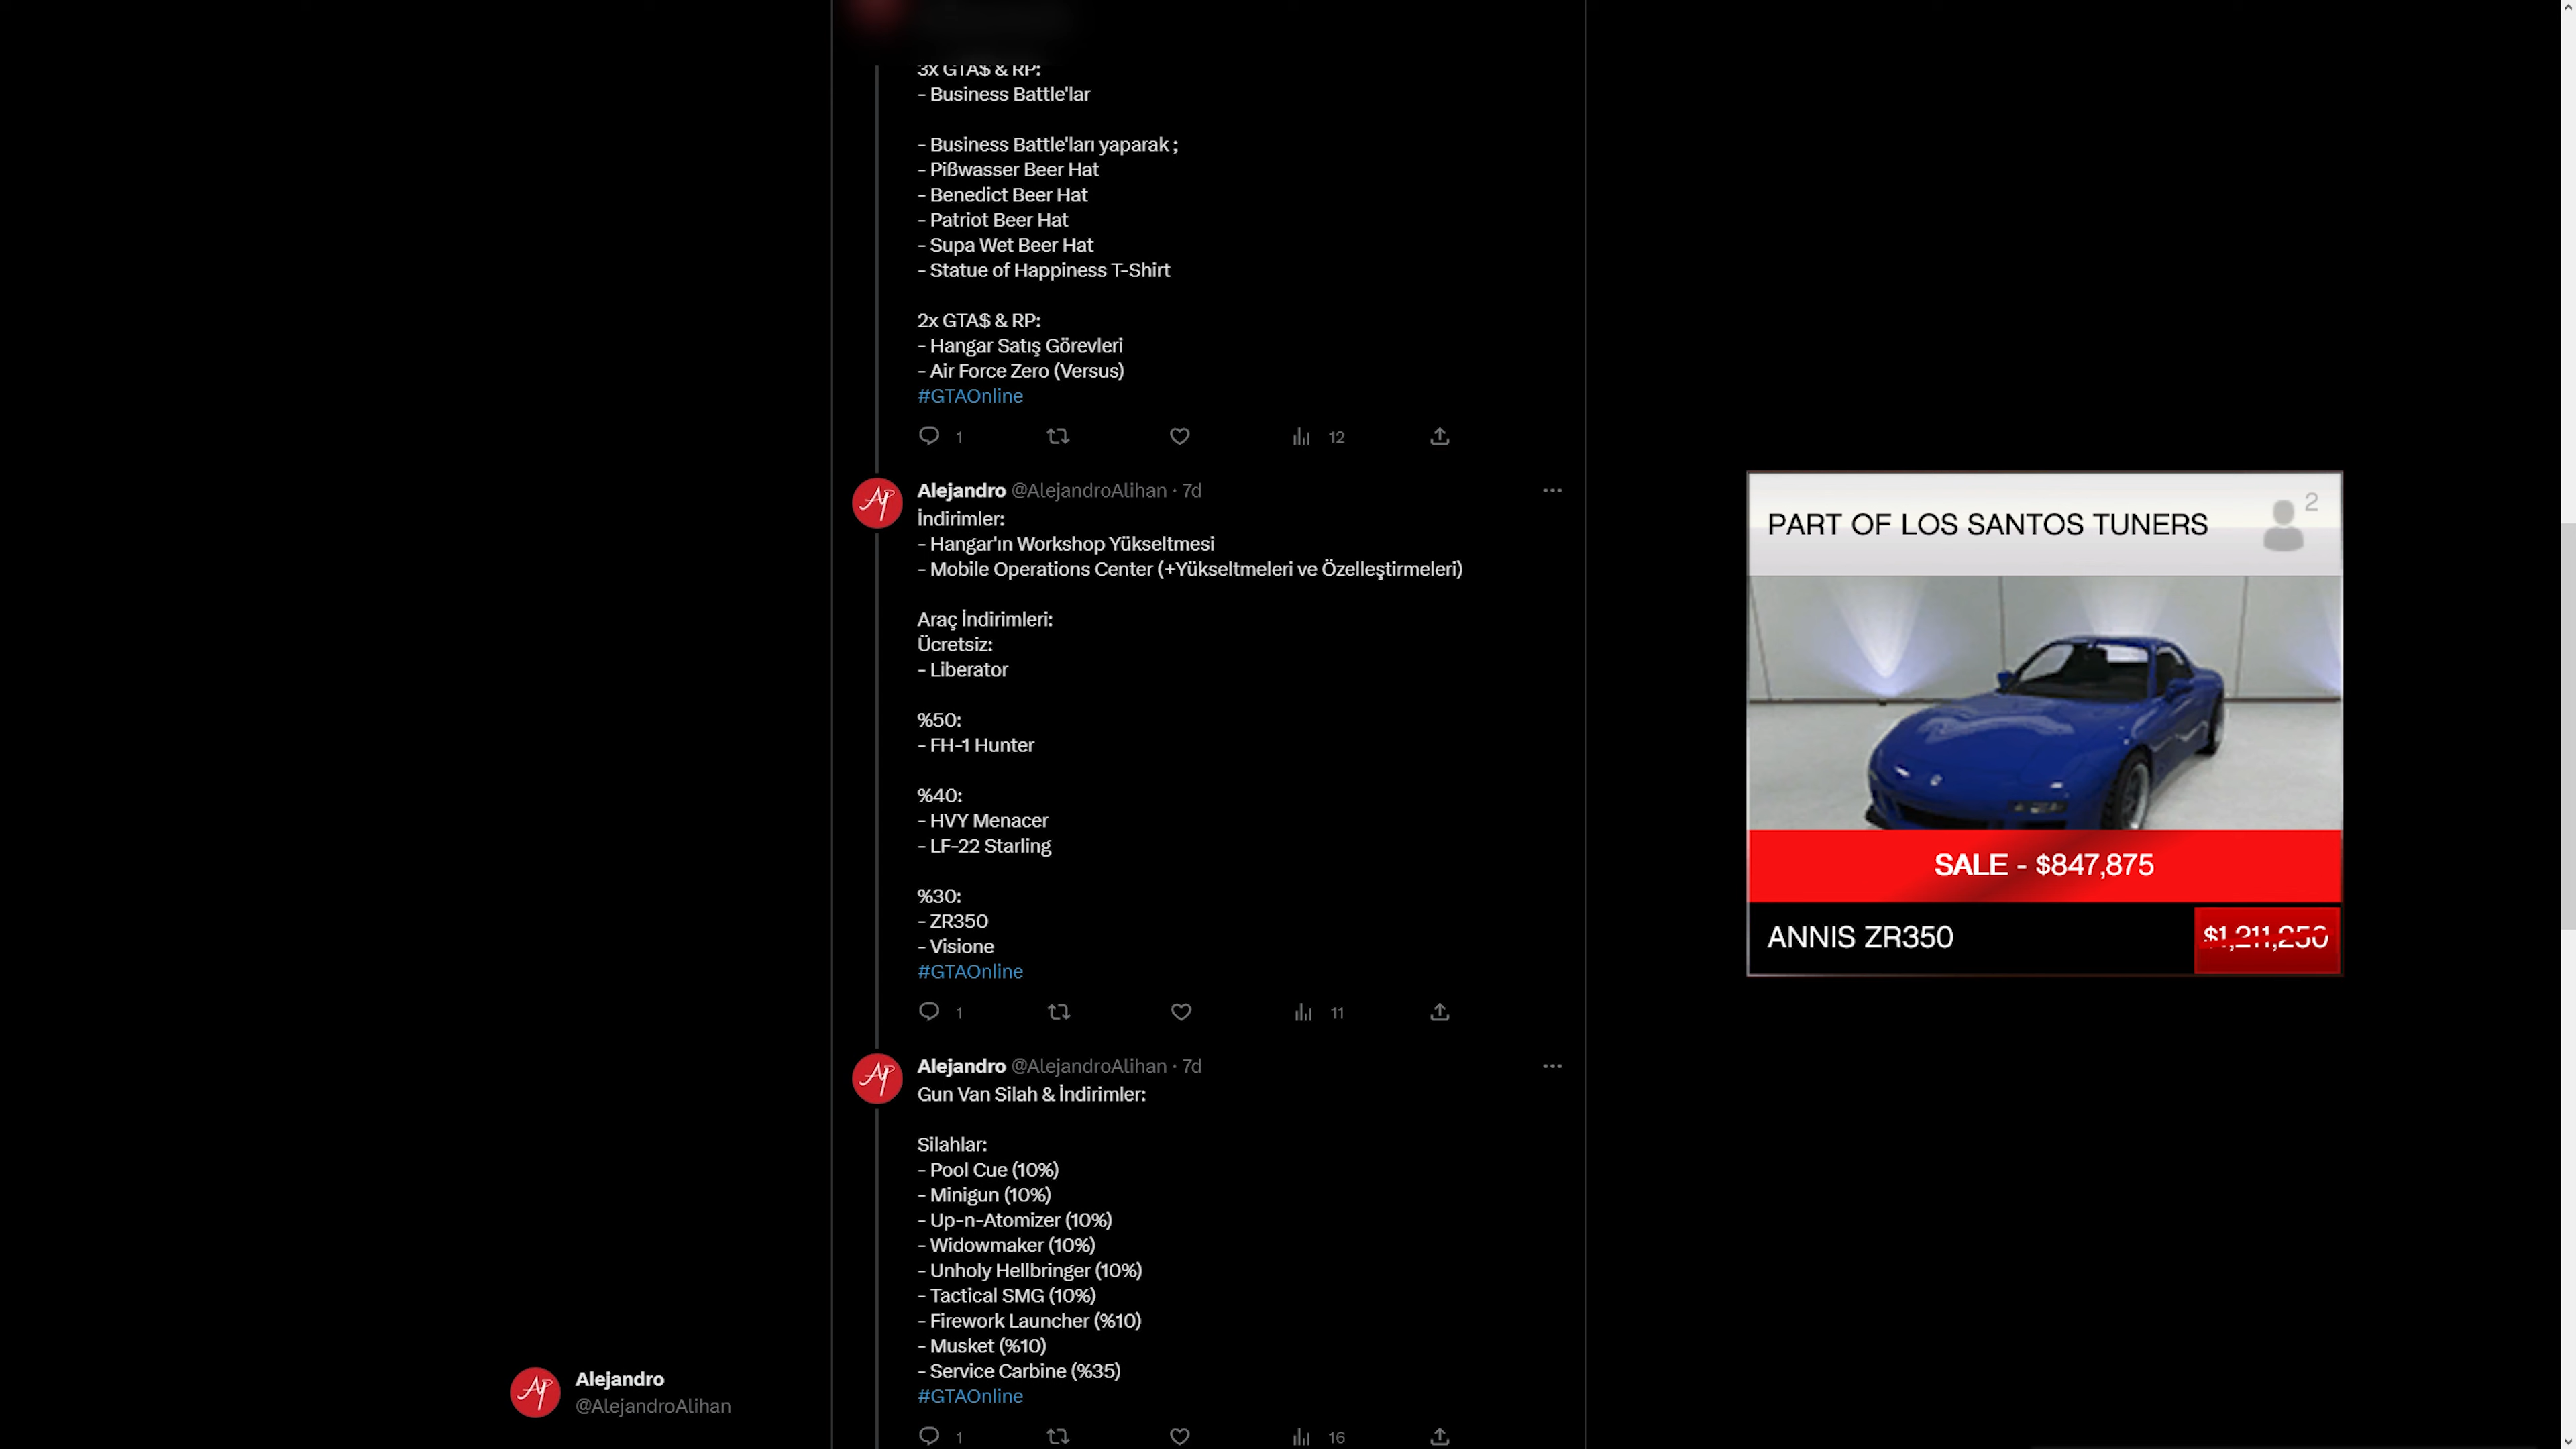 3x GTA$ & RP:
- Business Battle'lar
- Business Battle'ları yaparak ;
- Pißwasser Beer Hat
- Benedict Beer Hat
- Patriot Beer Hat
- Supa Wet Beer Hat
- Statue of Happiness T-Shirt
2x GTA$ & RP:
- Hangar Satış Görevleri
- Air Force Zero (Versus)
#GTAOnline
1 12
Alejandro @AlejandroAlihan · 7d
İndirimler:
- Hangar'ın Workshop Yükseltmesi
- Mobile Operations Center (+Yükseltmeleri ve Özelleştirmeleri)
Araç İndirimleri:
Ücretsiz:
- Liberator
%50:
- FH-1 Hunter
%40:
- HVY Menacer
- LF-22 Starling
%30:
- ZR350
- Visione
#GTAOnline
1 11
Alejandro @AlejandroAlihan · 7d
Gun Van Silah & İndirimler:
Silahlar:
- Pool Cue (10%)
- Minigun (10%)
- Up-n-Atomizer (10%)
- Widowmaker (10%)
- Unholy Hellbringer (10%)
- Tactical SMG (10%)
- Firework Launcher (%10)
- Musket (%10)
- Service Carbine (%35)
#GTAOnline
1 16
Alejandro
@AlejandroAlihan
PART OF LOS SANTOS TUNERS 2
SALE - $847,875
ANNIS ZR350 $1,211,250